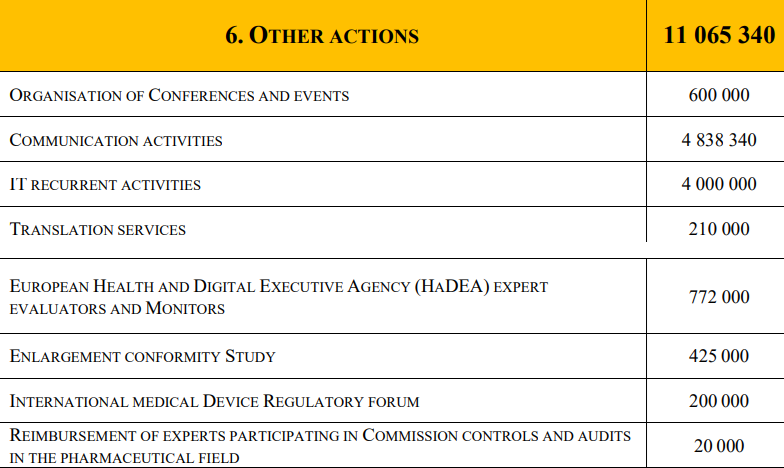 6. OTHER ACTIONS 11 065 340
ORGANISATION OF CONFERENCES AND EVENTS 600 000
COMMUNICATION ACTIVITIES 4 838 340
IT RECURRENT ACTIVITIES 4 000 000
TRANSLATION SERVICES 210 000
EUROPEAN HEALTH AND DIGITAL EXECUTIVE AGENCY (HADEA) EXPERT
EVALUATORS AND MONITORS 772 000
ENLARGEMENT CONFORMITY STUDY 425 000
INTERNATIONAL MEDICAL DEVICE REGULATORY FORUM 200 000
REIMBURSEMENT OF EXPERTS PARTICIPATING IN COMMISSION CONTROLS AND AUDITS
IN THE PHARMACEUTICAL FIELD 20 000